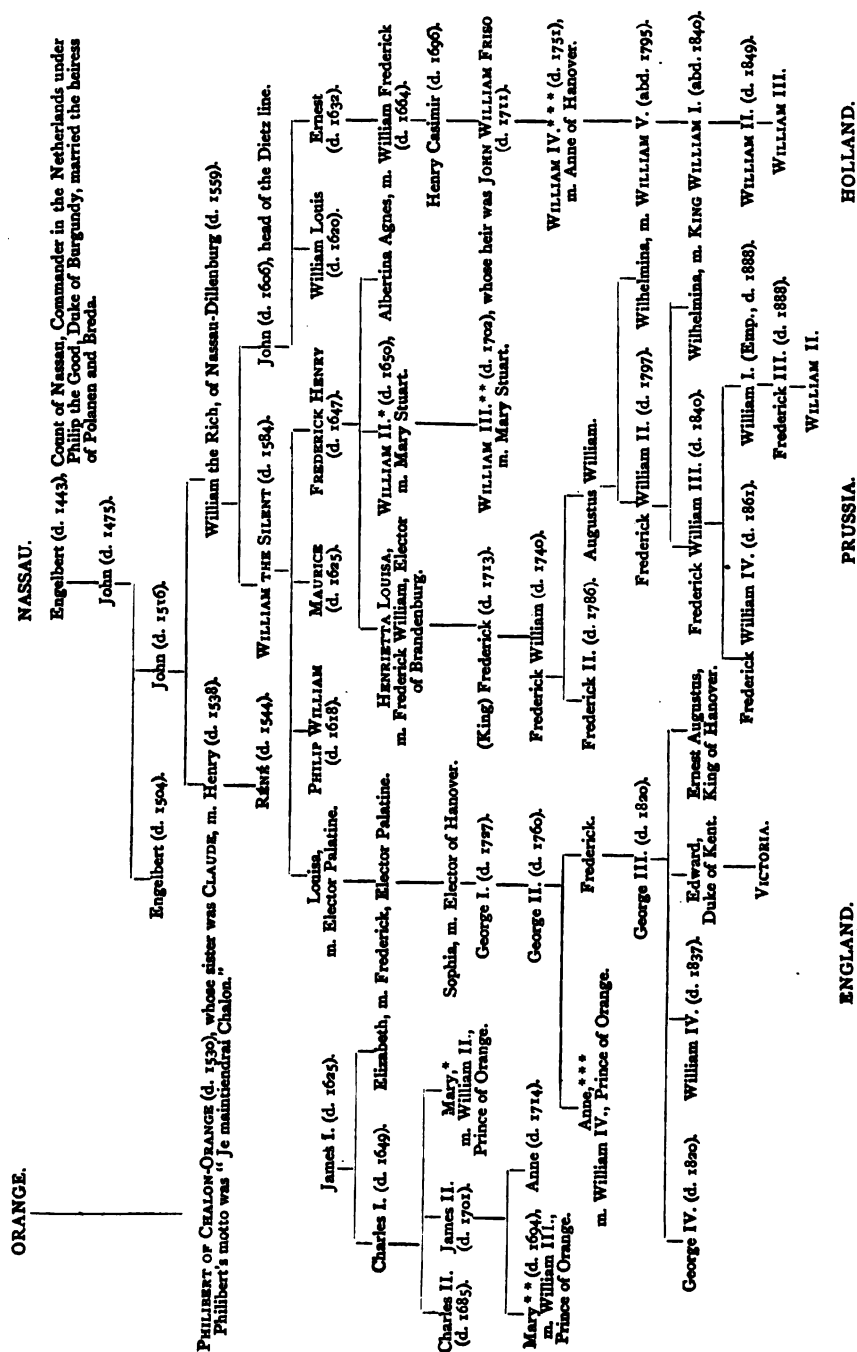 ORANGE.
NASSAU.
Engelbert (d. 1443), Count of Nassau, Commander in the Netherlands under
Philip the Good, Duke of Burgundy, married the heiress
of Polanen and Breda.
John (d. 1475).
Engelbert (d. 1504).
John (d. 1516).
PHILIBERT OF CHALON-ORANGE (d. 1530), whose sister was CLAUDE, m. Henry (d. 1538).
Philibert's motto was "Je maintiendrai Chalon."
William the Rich, of Nassau-Dillenburg (d. 1559).
RÉNÉ (d. 1544).
WILLIAM THE SILENT (d. 1584).
John (d. 1606), head of the Dietz line.
Louisa,
m. Elector Palatine.
PHILIP WILLIAM
(d. 1618).
MAURICE
(d. 1625).
FREDERICK HENRY
(d. 1647).
William Louis
(d. 1620).
Ernest
(d. 1632).
James I. (d. 1625).
Charles I. (d. 1649).
Elizabeth, m. Frederick, Elector Palatine.
HENRIETTA LOUISA,
m. Frederick William, Elector
of Brandenburg.
WILLIAM II.* (d. 1650),
m. Mary Stuart.
Albertina Agnes, m. William Frederick
(d. 1664).
Henry Casimir (d. 1696).
Charles II.
(d. 1685).
James II.
(d. 1701).
Mary,*
m. William II.,
Prince of Orange.
Sophia, m. Elector of Hanover.
(King) Frederick (d. 1713).
WILLIAM III.** (d. 1702), whose heir was JOHN WILLIAM FRISO
m. Mary Stuart.
(d. 1711).
George I. (d. 1727).
Mary** (d. 1694),
m. William III.,
Prince of Orange.
Anne (d. 1714).
George II. (d. 1760).
Frederick William (d. 1740).
WILLIAM IV.*** (d. 1751),
m. Anne of Hanover.
Anne,***
m. William IV., Prince of Orange.
Frederick.
Frederick II. (d. 1786).
Augustus William.
George III. (d. 1820).
Frederick William II. (d. 1797).
Wilhelmina, m. WILLIAM V. (abd. 1795).
George IV. (d. 1820).
William IV. (d. 1837).
Edward,
Duke of Kent.
Ernest Augustus,
King of Hanover.
Frederick William III. (d. 1840).
Wilhelmina, m. KING WILLIAM I. (abd. 1840).
VICTORIA.
Frederick William IV. (d. 1861).
William I. (Emp., d. 1888).
WILLIAM II. (d. 1849).
Frederick III. (d. 1888).
WILLIAM III.
WILLIAM II.
ENGLAND.
PRUSSIA.
HOLLAND.